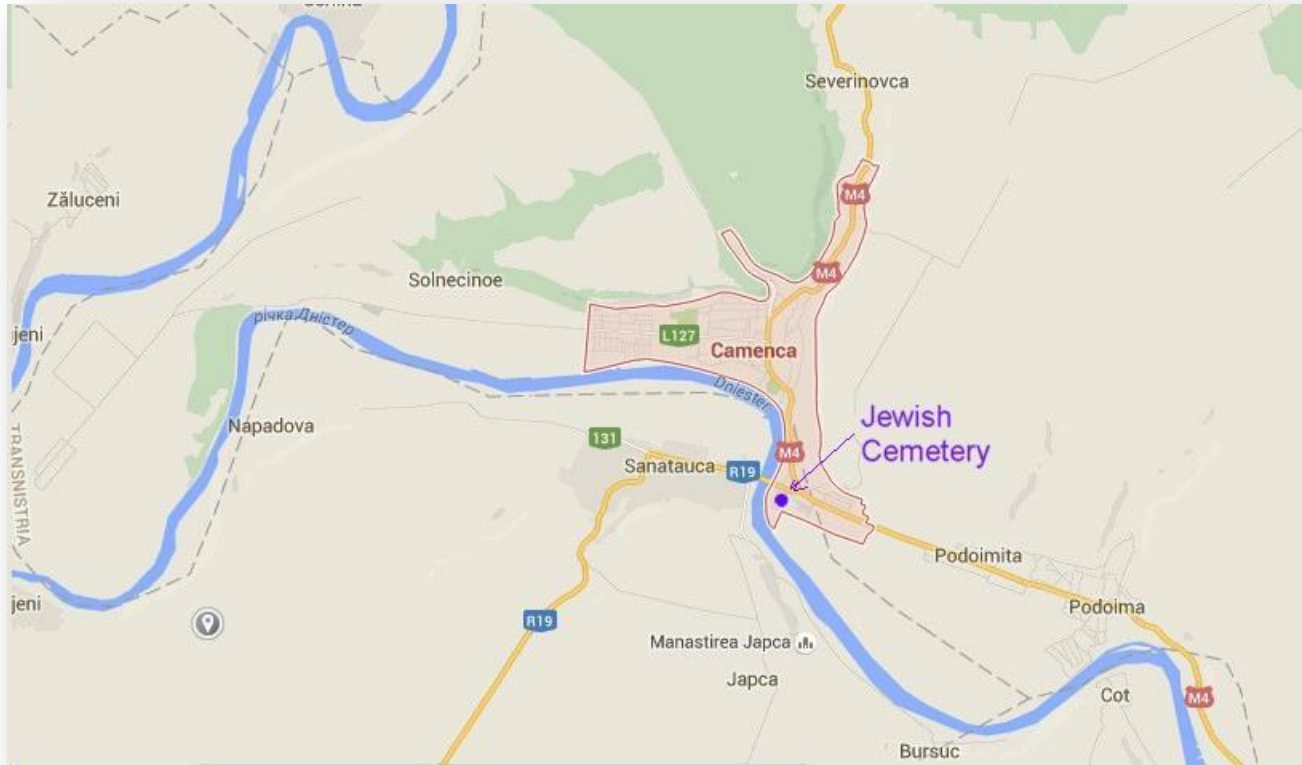 Severinovca
M4
Zăluceni
M4
Solnecinoe
річка Дністер
jeni
L127
Camenca
Dniester
Jewish
Cemetery
Napadova
131
M4
Sanatauca
R19
TRANSNISTRIA
Podoimita
jeni
Podoima
R19
Manastirea Japca
Japca
Cot
M4
Bursuc